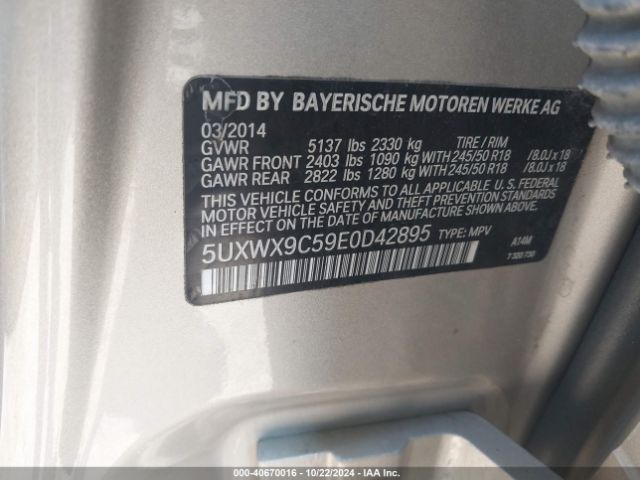 MFD BY BAYERISCHE MOTOREN WERKE AG
03/2014
GVWR 5137 lbs 2330 kg TIRE / RIM
GAWR FRONT 2403 lbs 1090 kg WITH 245/50 R18 /8.0J x 18
GAWR REAR 2822 lbs 1280 kg WITH 245/50 R18 /8.0J x 18
THIS VEHICLE CONFORMS TO ALL APPLICABLE U. S. FEDERAL
MOTOR VEHICLE SAFETY AND THEFT PREVENTION STANDARDS
IN EFFECT ON THE DATE OF MANUFACTURE SHOWN ABOVE.
5UXWX9C59E0D42895 TYPE: MPV
A14M
7 320 730
000-40670016 - 10/22/2024 - IAA Inc.